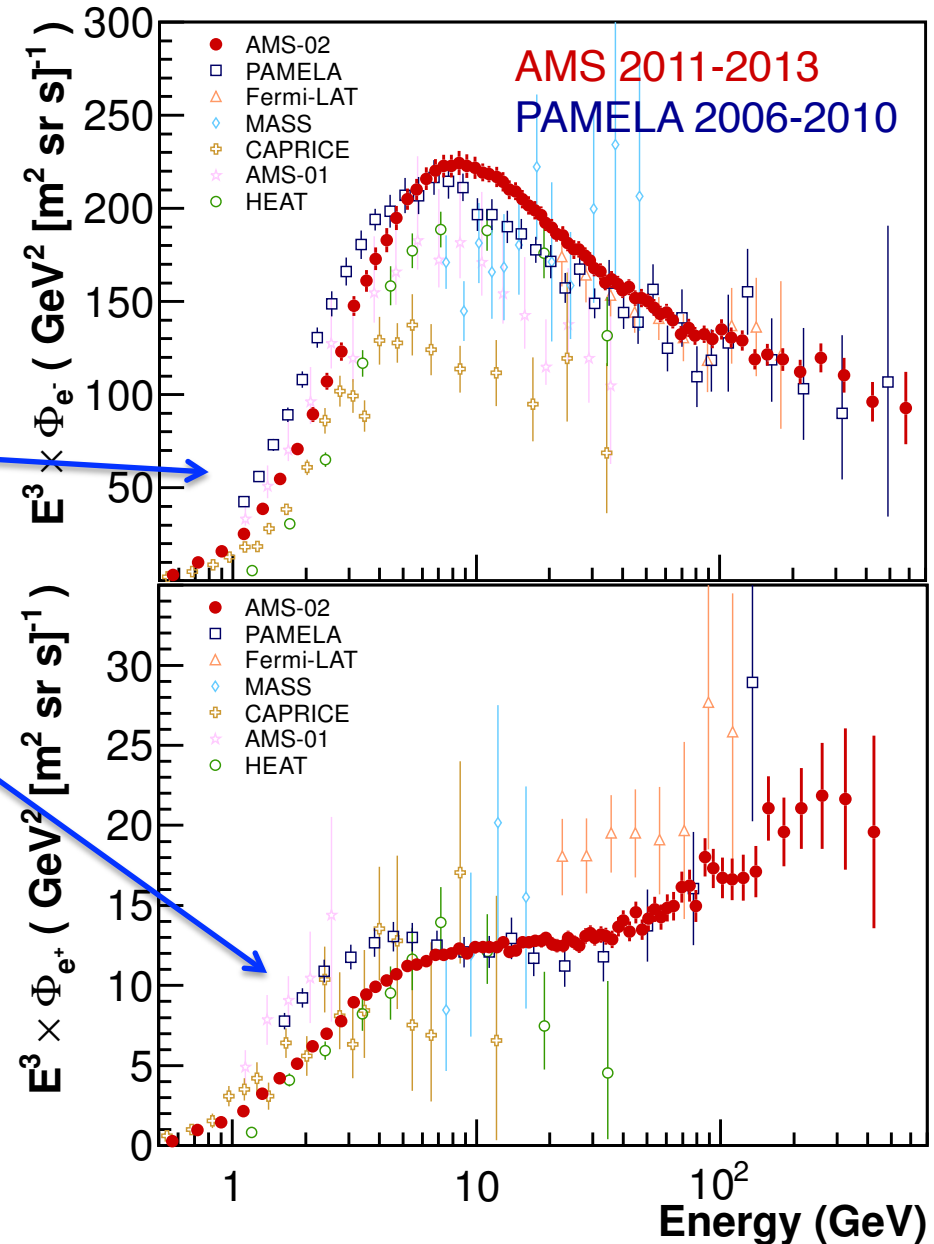 E³ × Φe⁻ ( GeV² [m² sr s]⁻¹ )
300
250
200
150
100
50
AMS-02
PAMELA
Fermi-LAT
MASS
CAPRICE
AMS-01
HEAT
AMS 2011-2013
PAMELA 2006-2010
E³ × Φe⁺ ( GeV² [m² sr s]⁻¹ )
30
25
20
15
10
5
0
AMS-02
PAMELA
Fermi-LAT
MASS
CAPRICE
AMS-01
HEAT
1
10
10²
Energy (GeV)